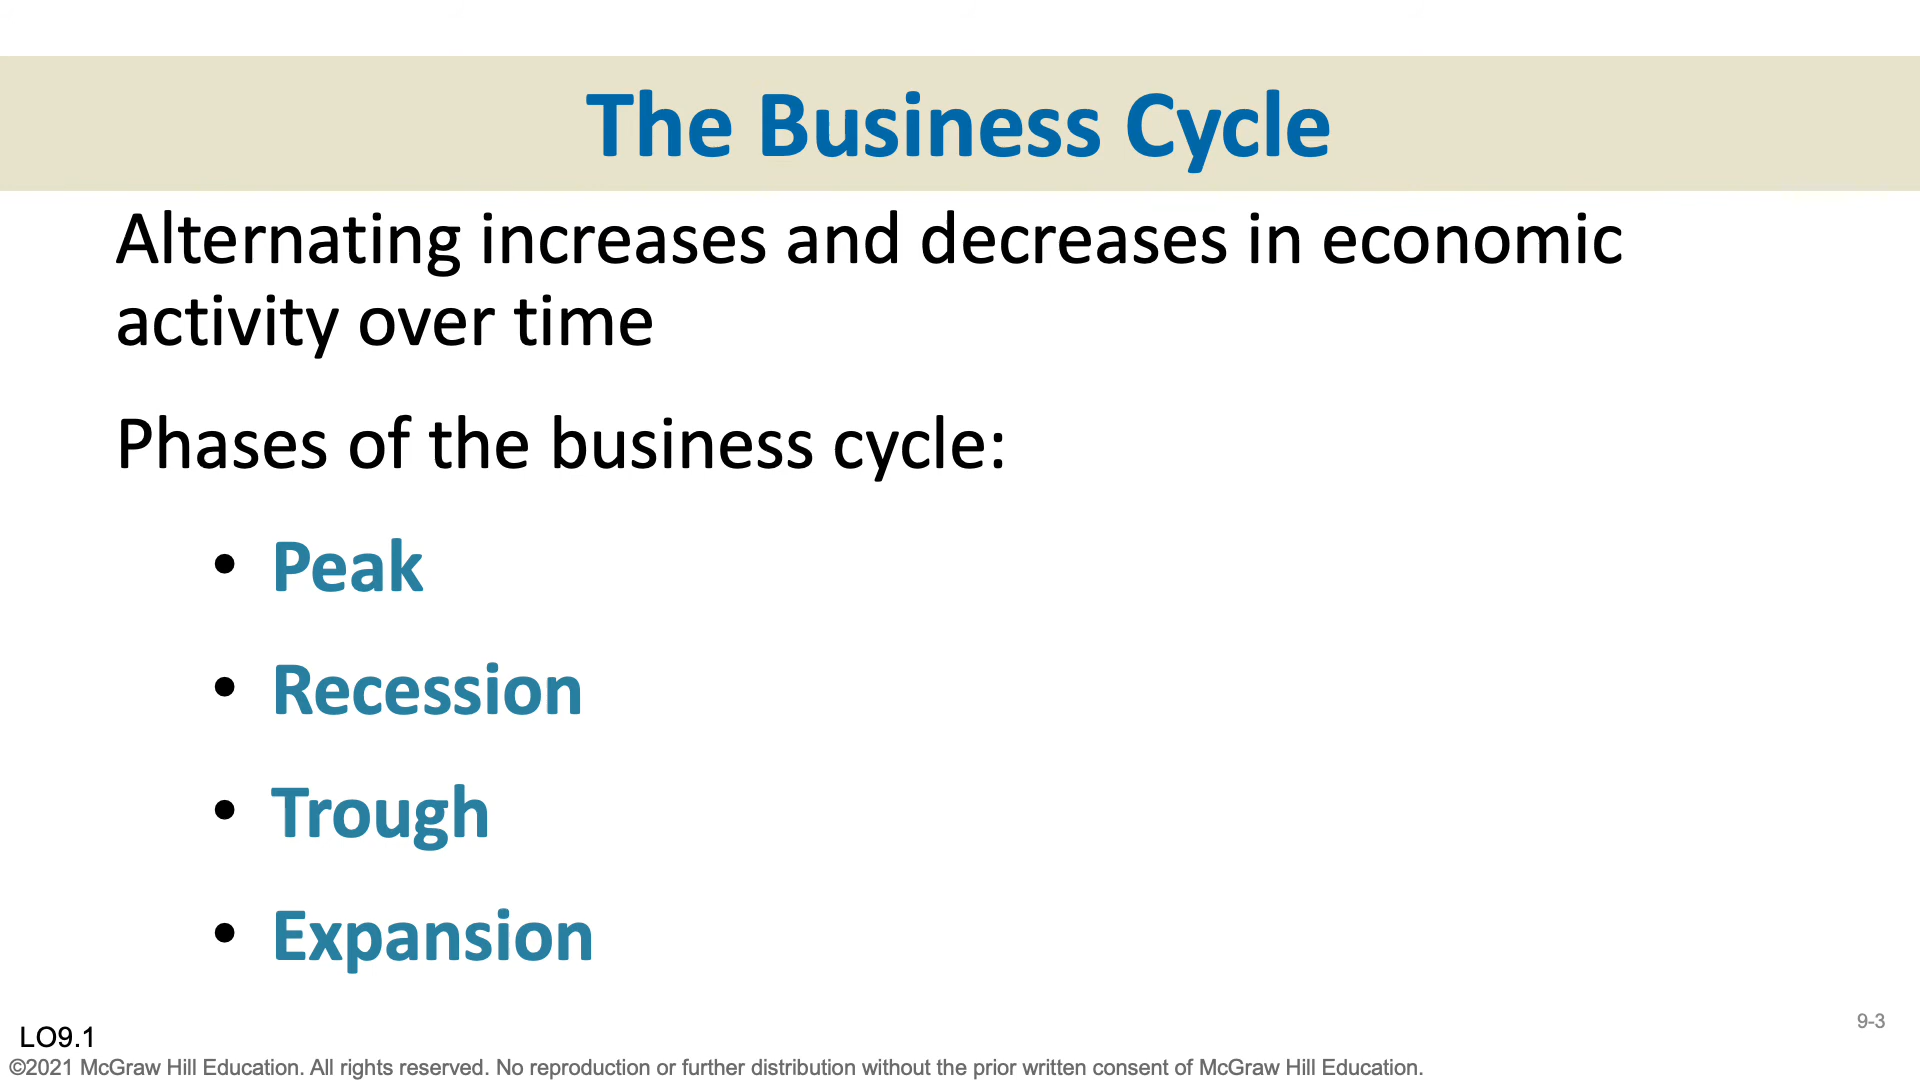 The Business Cycle
Alternating increases and decreases in economic
activity over time
Phases of the business cycle:
• Peak
• Recession
• Trough
• Expansion
9-3
LO9.1
©2021 McGraw Hill Education. All rights reserved. No reproduction or further distribution without the prior written consent of McGraw Hill Education.